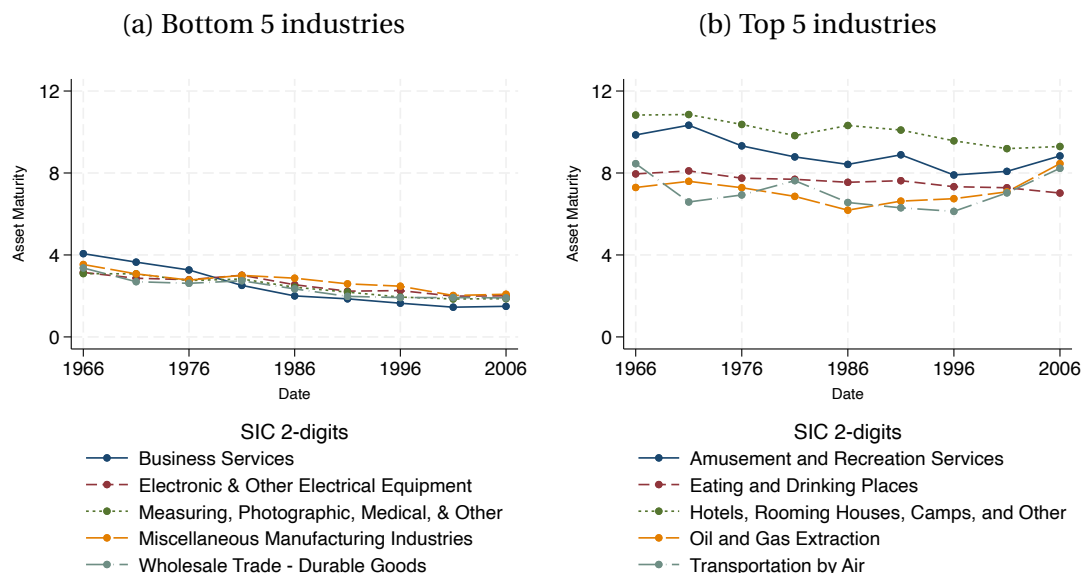 (a) Bottom 5 industries
12
8
4
0
Asset Maturity
1966 1976 1986 1996 2006
Date
SIC 2-digits
Business Services
Electronic & Other Electrical Equipment
Measuring, Photographic, Medical, & Other
Miscellaneous Manufacturing Industries
Wholesale Trade - Durable Goods
(b) Top 5 industries
12
8
4
0
Asset Maturity
1966 1976 1986 1996 2006
Date
SIC 2-digits
Amusement and Recreation Services
Eating and Drinking Places
Hotels, Rooming Houses, Camps, and Other
Oil and Gas Extraction
Transportation by Air